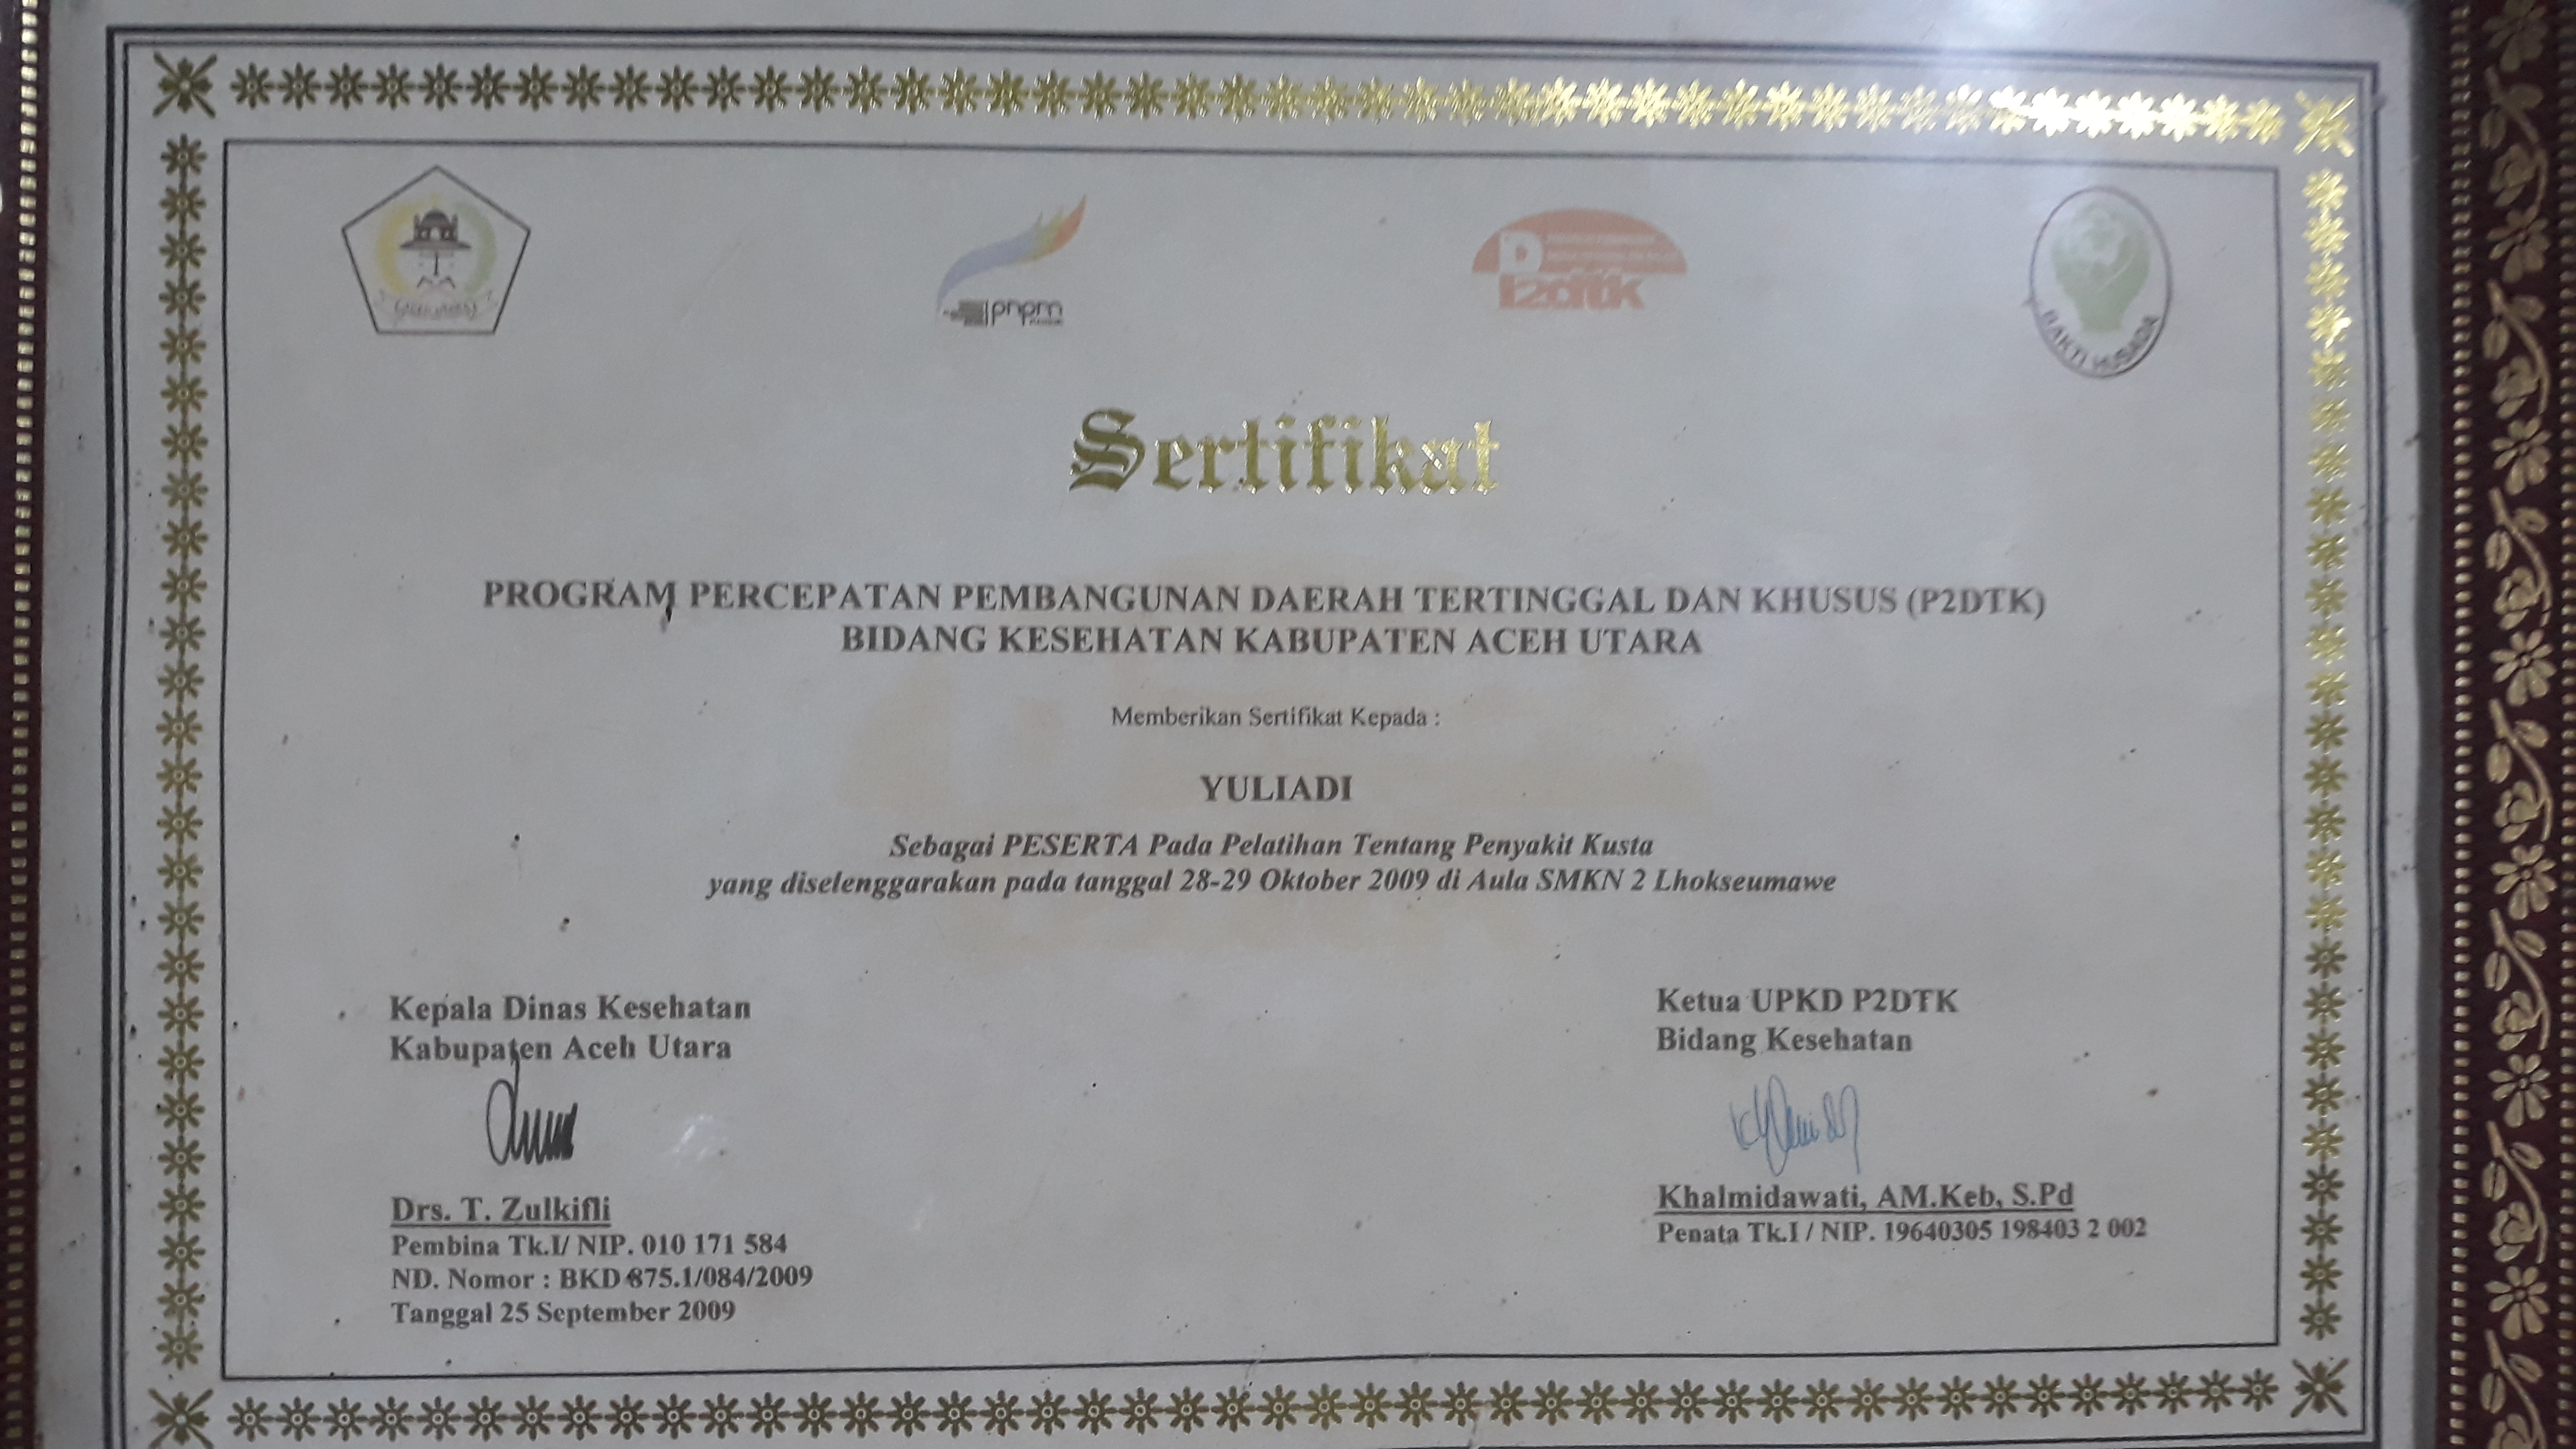 pnpm
P2dtk
BAKTI HUSADA
Sertifikat
PROGRAM PERCEPATAN PEMBANGUNAN DAERAH TERTINGGAL DAN KHUSUS (P2DTK)
BIDANG KESEHATAN KABUPATEN ACEH UTARA
Memberikan Sertifikat Kepada :
YULIADI
Sebagai PESERTA Pada Pelatihan Tentang Penyakit Kusta
yang diselenggarakan pada tanggal 28-29 Oktober 2009 di Aula SMKN 2 Lhokseumawe
Kepala Dinas Kesehatan
Kabupaten Aceh Utara
Drs. T. Zulkifli
Pembina Tk.I/ NIP. 010 171 584
ND. Nomor : BKD 875.1/084/2009
Tanggal 25 September 2009
Ketua UPKD P2DTK
Bidang Kesehatan
Khalmidawati, AM.Keb, S.Pd
Penata Tk.I / NIP. 19640305 198403 2 002